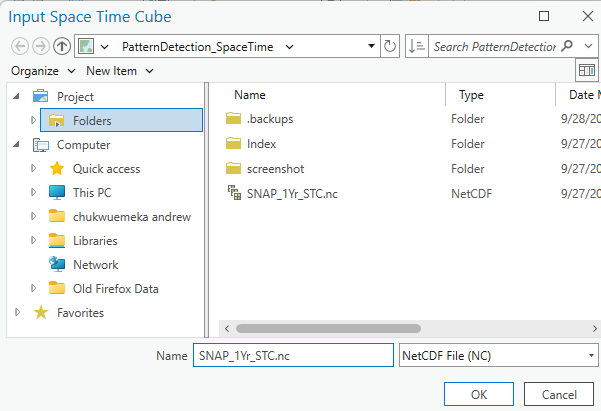 Input Space Time Cube
PatternDetection_SpaceTime
Search PatternDetection
Organize
New Item
Project
Folders
Computer
Quick access
This PC
chukwuemeka andrew
Libraries
Network
Old Firefox Data
Favorites
Name Type Date M
.backups Folder 9/28/20
Index Folder 9/27/20
screenshot Folder 9/27/20
SNAP_1Yr_STC.nc NetCDF 9/27/20
Name SNAP_1Yr_STC.nc NetCDF File (NC)
OK Cancel